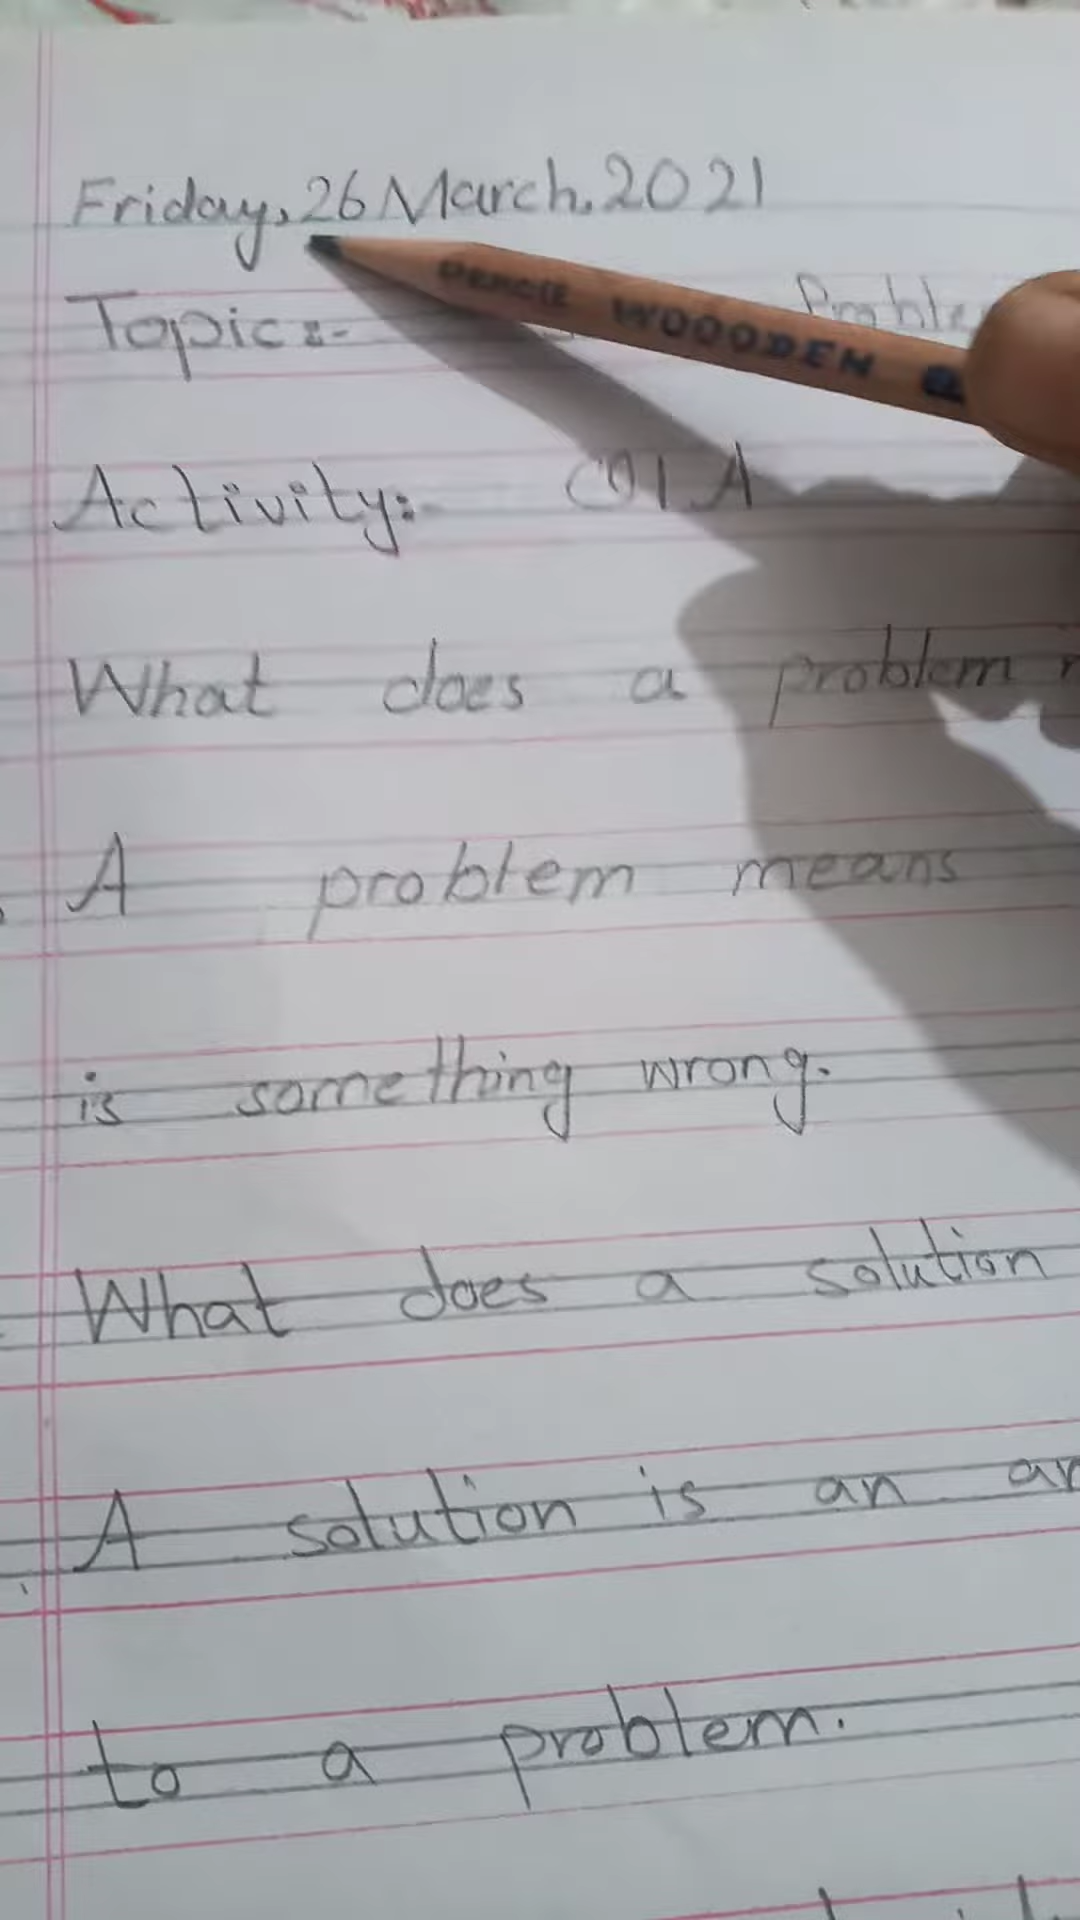 Friday, 26 March, 2021
Topic:-
WOOODEN
Activity:- Q/A
What does a problem
A problem means
is something wrong.
What does a solution
A solution is an
to a problem.